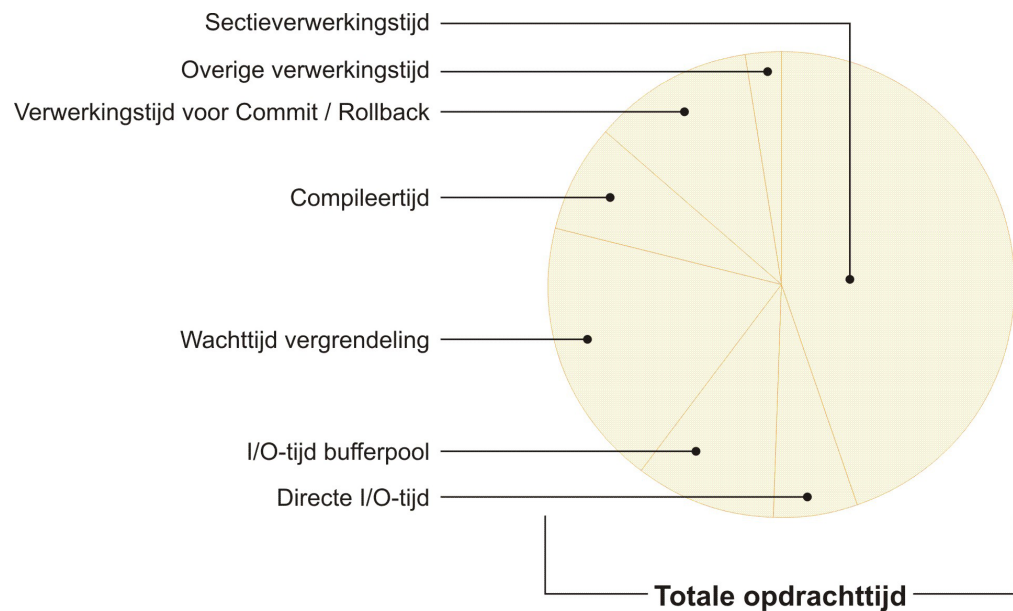 Sectieverwerkingstijd
Overige verwerkingstijd
Verwerkingstijd voor Commit / Rollback
Compileertijd
Wachttijd vergrendeling
I/O-tijd bufferpool
Directe I/O-tijd
Totale opdrachttijd